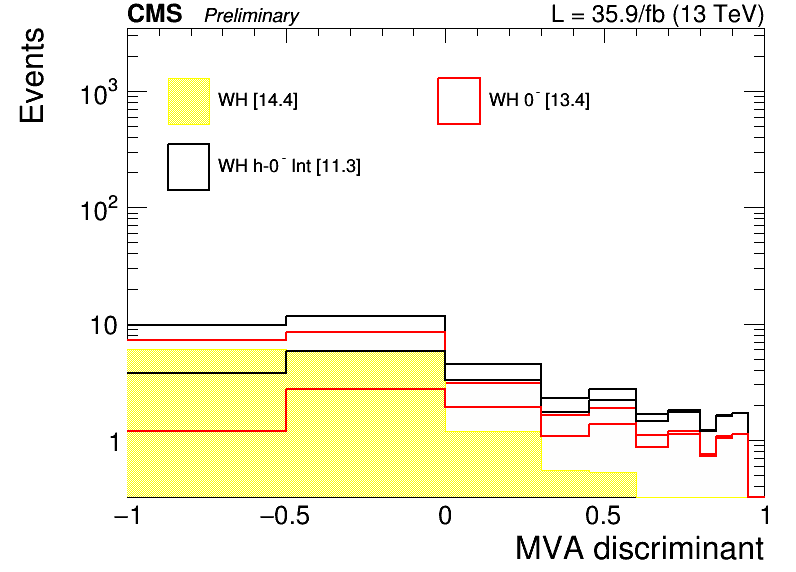 CMS Preliminary L = 35.9/fb (13 TeV)
Events
WH [14.4] WH 0⁻ [13.4]
WH h-0⁻ Int [11.3]
10³
10²
10
1
−1 −0.5 0 0.5 1
MVA discriminant